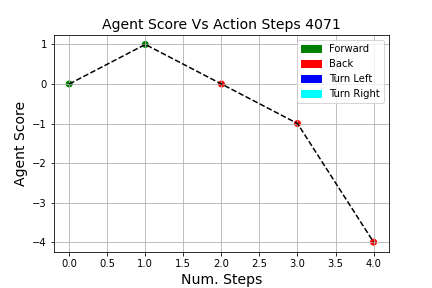 Agent Score Vs Action Steps 4071
Forward
Back
Turn Left
Turn Right
1
0
−1
−2
−3
−4
Agent Score
0.0 0.5 1.0 1.5 2.0 2.5 3.0 3.5 4.0
Num. Steps